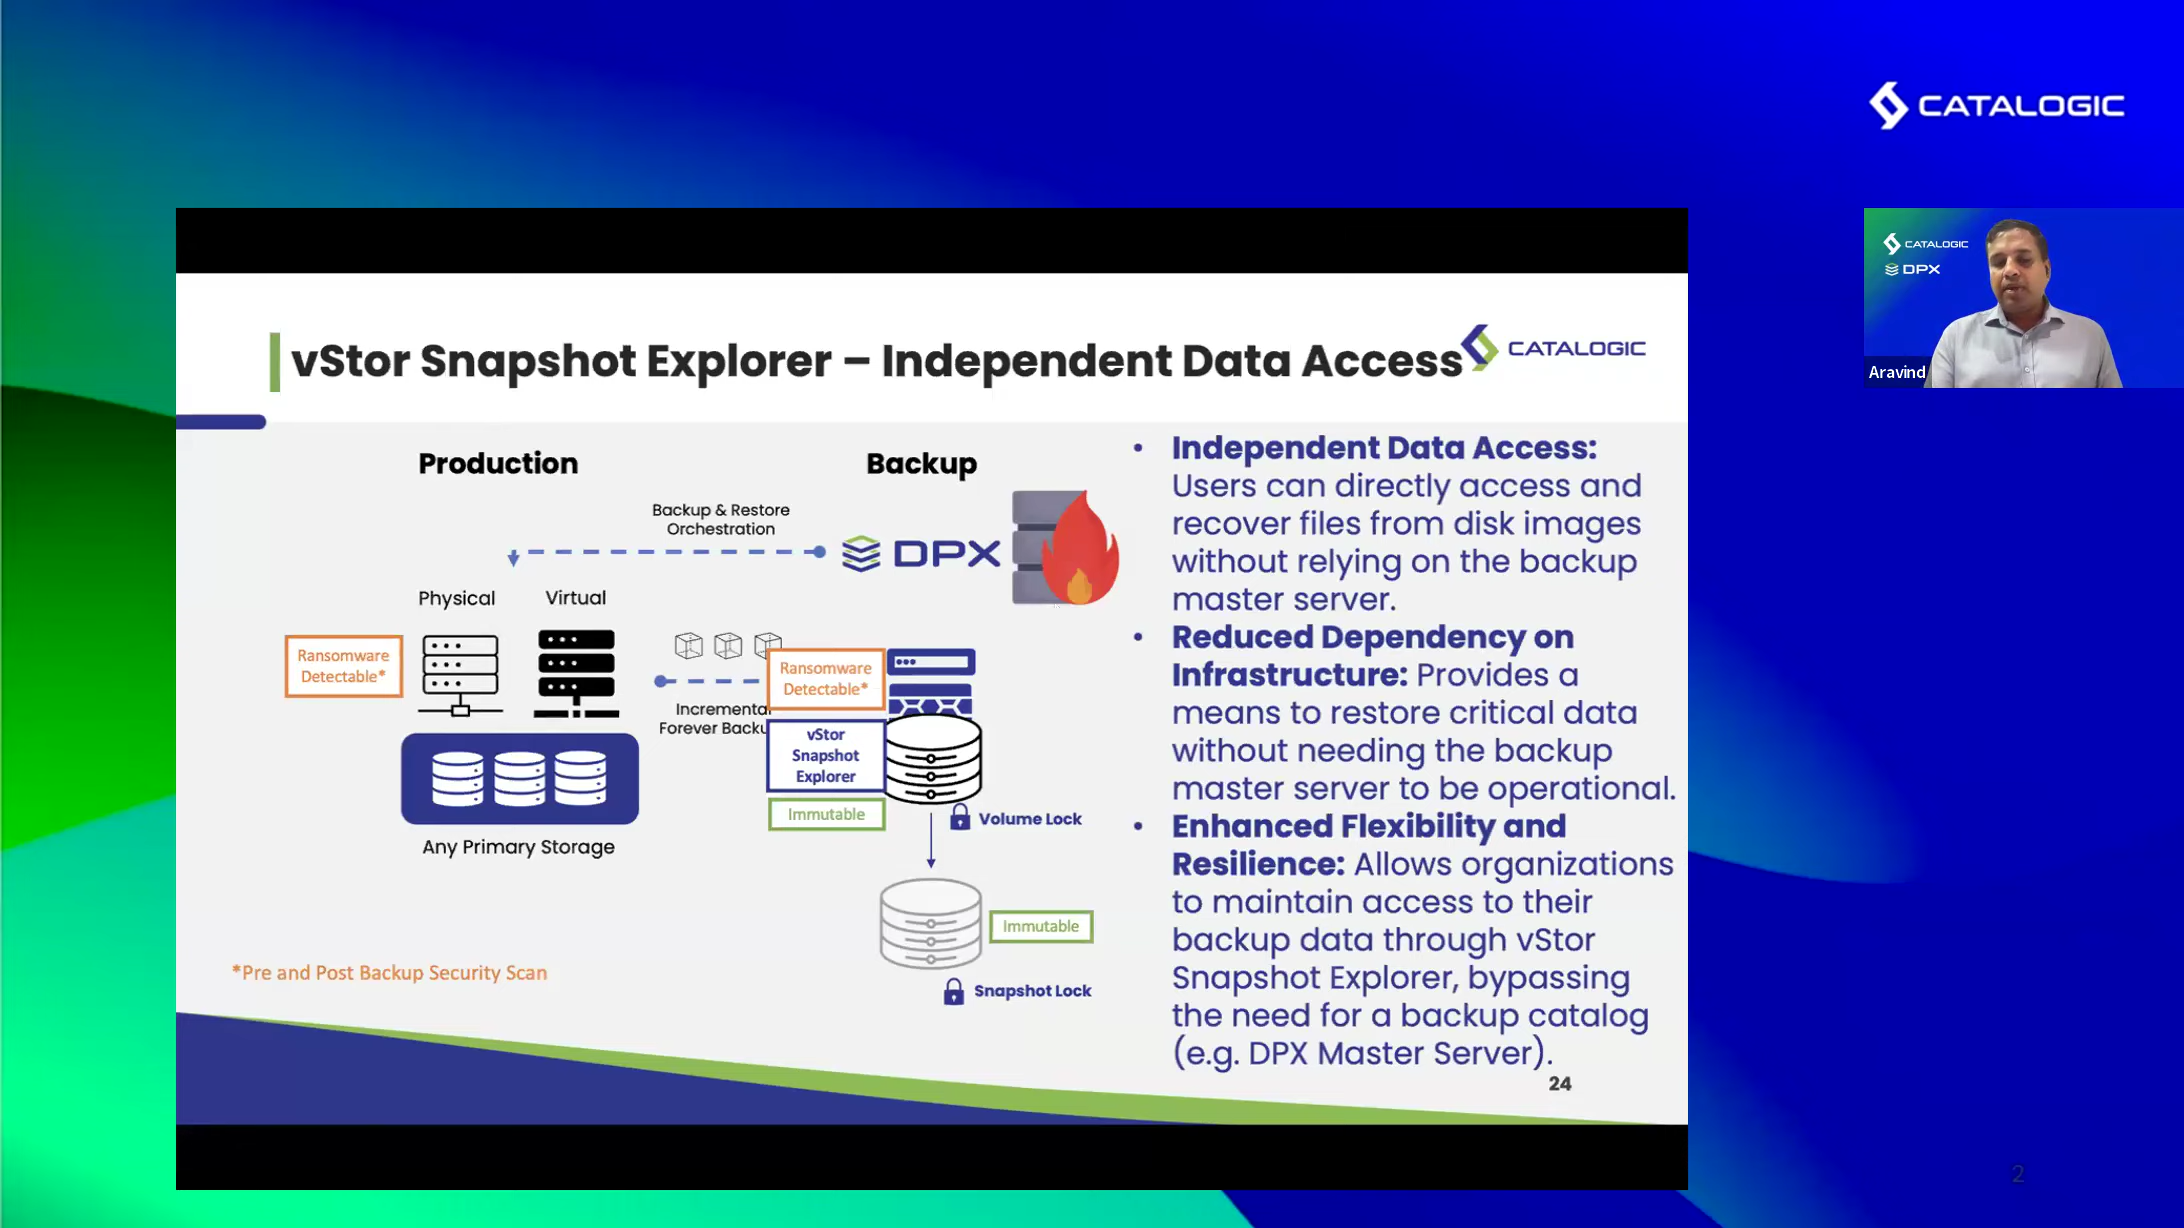 CATALOGIC
CATALOGIC
DPX
Aravind
vStor Snapshot Explorer – Independent Data Access
CATALOGIC
Production
Backup
Backup & Restore
Orchestration
DPX
Physical
Virtual
Ransomware
Detectable*
Ransomware
Detectable*
Incremental
Forever Backu
vStor
Snapshot
Explorer
Immutable
Volume Lock
Any Primary Storage
Immutable
*Pre and Post Backup Security Scan
Snapshot Lock
• Independent Data Access:
Users can directly access and
recover files from disk images
without relying on the backup
master server.
• Reduced Dependency on
Infrastructure: Provides a
means to restore critical data
without needing the backup
master server to be operational.
• Enhanced Flexibility and
Resilience: Allows organizations
to maintain access to their
backup data through vStor
Snapshot Explorer, bypassing
the need for a backup catalog
(e.g. DPX Master Server).
24
2